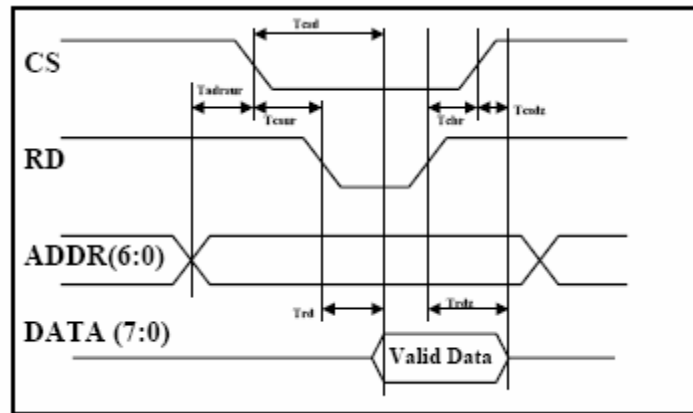 Tcsd
CS
Tadrsur
Tcsur
Tchr
Tcsdz
RD
ADDR(6:0)
Trd
Trdz
DATA (7:0)
Valid Data